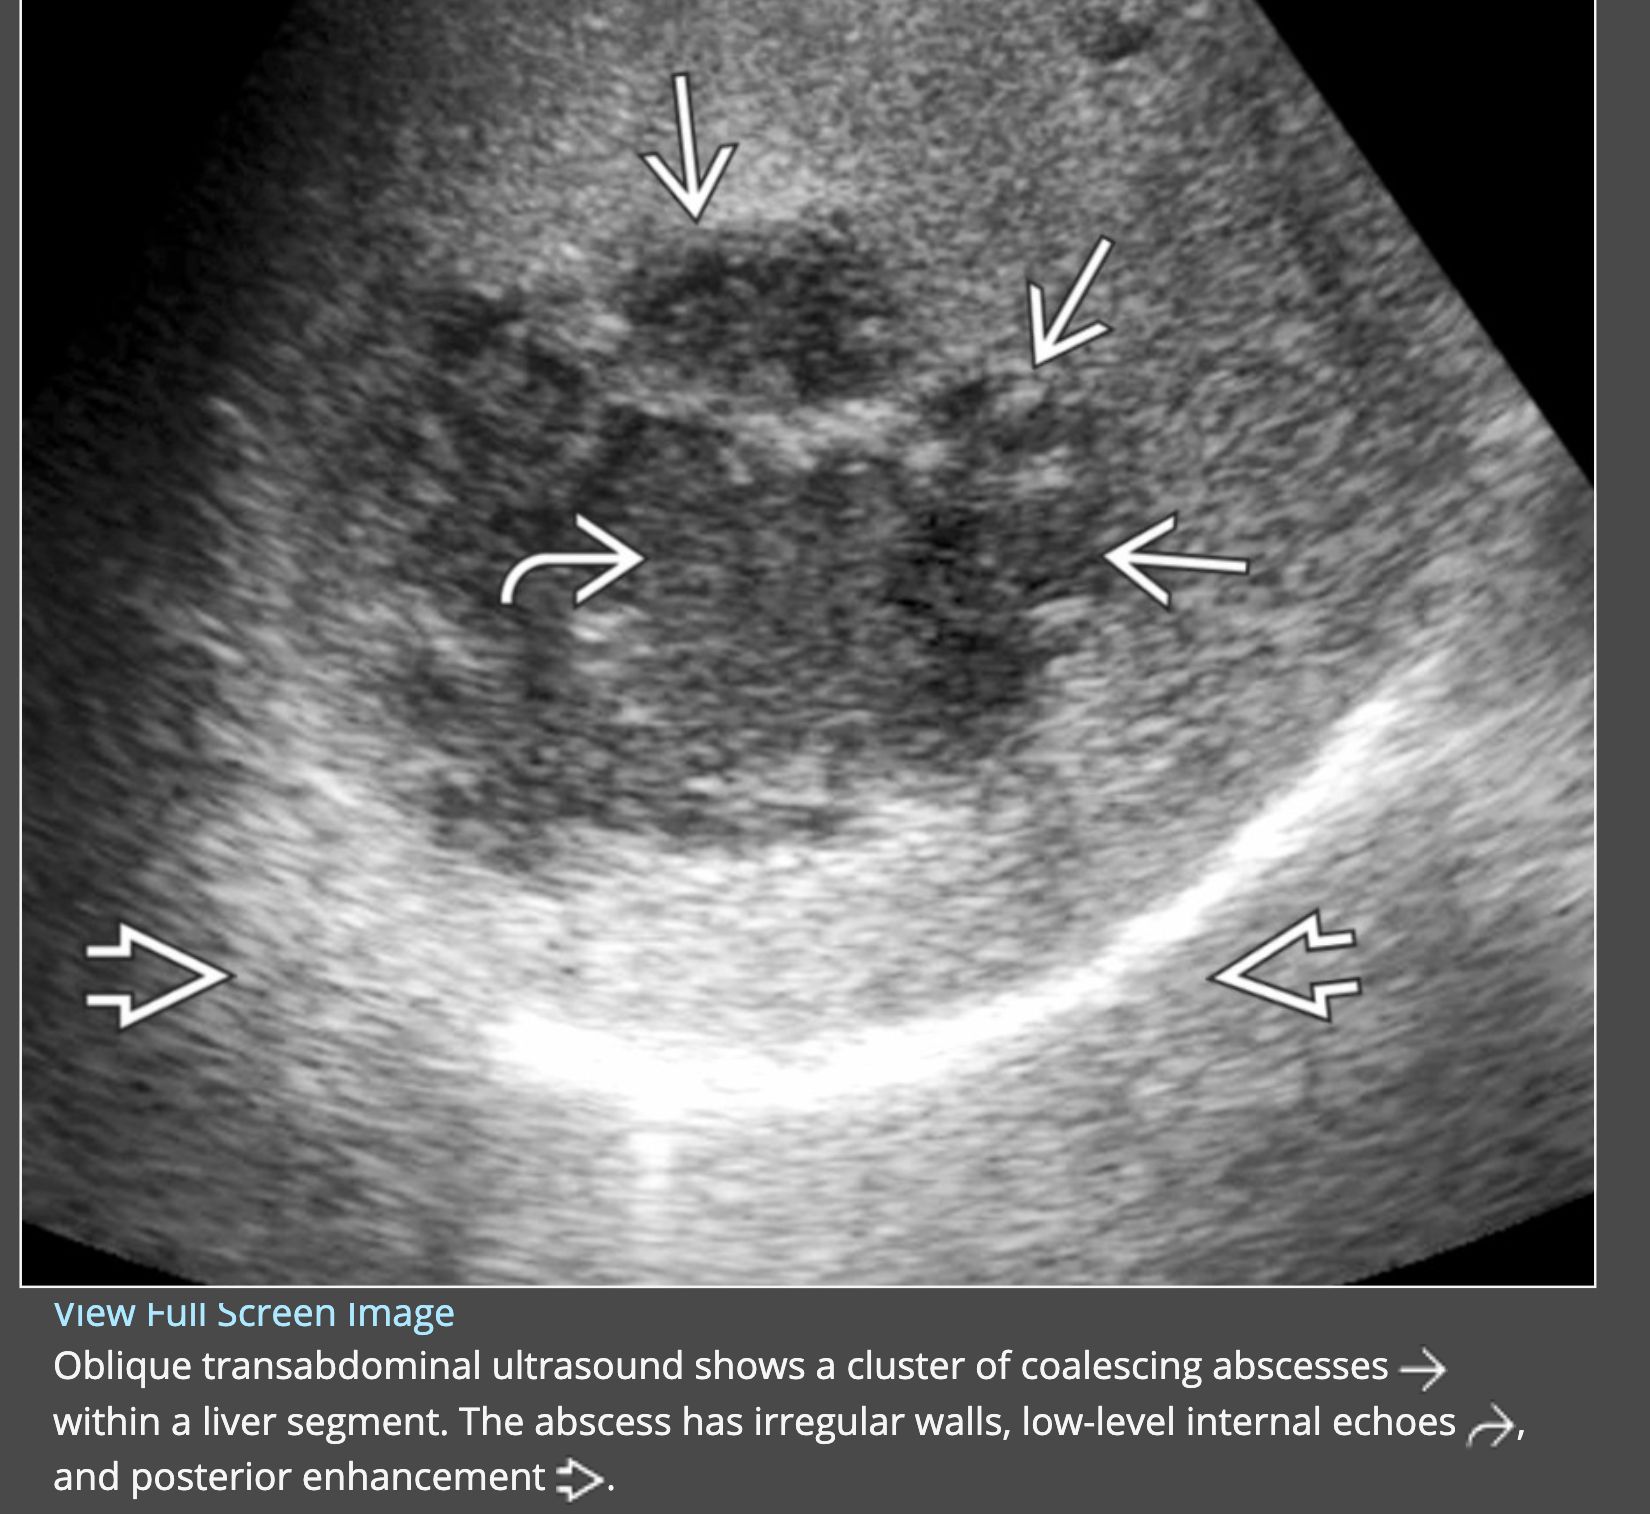 View Full Screen Image
Oblique transabdominal ultrasound shows a cluster of coalescing abscesses →
within a liver segment. The abscess has irregular walls, low-level internal echoes ,
and posterior enhancement .